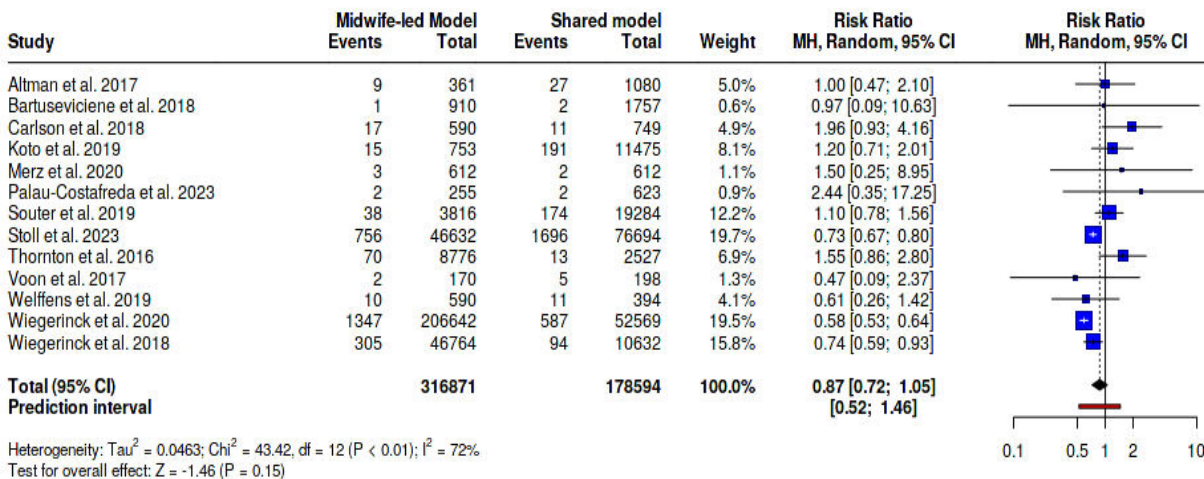 Midwife-led Model Shared model Risk Ratio Risk Ratio
Study Events Total Events Total Weight MH, Random, 95% CI MH, Random, 95% CI
Altman et al. 2017 9 361 27 1080 5.0% 1.00 [0.47; 2.10]
Bartuseviciene et al. 2018 1 910 2 1757 0.6% 0.97 [0.09; 10.63]
Carlson et al. 2018 17 590 11 749 4.9% 1.96 [0.93; 4.16]
Koto et al. 2019 15 753 191 11475 8.1% 1.20 [0.71; 2.01]
Merz et al. 2020 3 612 2 612 1.1% 1.50 [0.25; 8.95]
Palau-Costafreda et al. 2023 2 255 2 623 0.9% 2.44 [0.35; 17.25]
Souter et al. 2019 38 3816 174 19284 12.2% 1.10 [0.78; 1.56]
Stoll et al. 2023 756 46632 1696 76694 19.7% 0.73 [0.67; 0.80]
Thornton et al. 2016 70 8776 13 2527 6.9% 1.55 [0.86; 2.80]
Voon et al. 2017 2 170 5 198 1.5% 0.47 [0.09; 2.37]
Welffens et al. 2019 10 590 11 394 4.1% 0.61 [0.26; 1.42]
Wiegerinck et al. 2020 1347 206642 587 52569 19.5% 0.58 [0.53; 0.64]
Wiegerinck et al. 2018 305 46764 94 10632 15.8% 0.74 [0.59; 0.93]
Total (95% CI) 316871 178594 100.0% 0.87 [0.72; 1.05]
Prediction interval [0.52; 1.46]
Heterogeneity: Tau² = 0.0463; Chi² = 43.42, df = 12 (P < 0.01); I² = 72%
Test for overall effect: Z = -1.46 (P = 0.15)
0.1 0.5 1 2 10